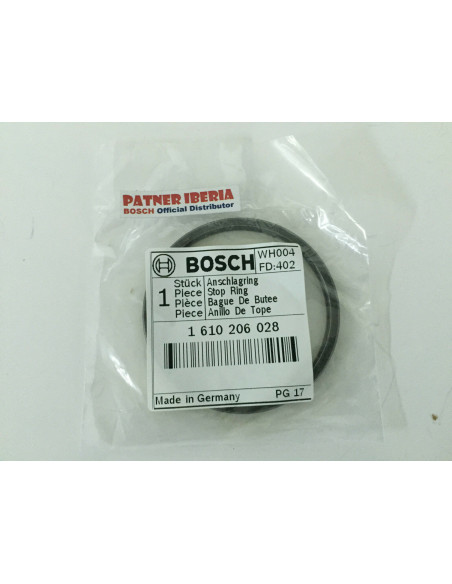 PATNER IBERIA
BOSCH Official Distributor
BOSCH
WH004
FD:402
1
Stück Anschlagring
Piece Stop Ring
Pièce Bague De Butee
Piece Anillo De Tope
1 610 206 028
Made in Germany PG 17